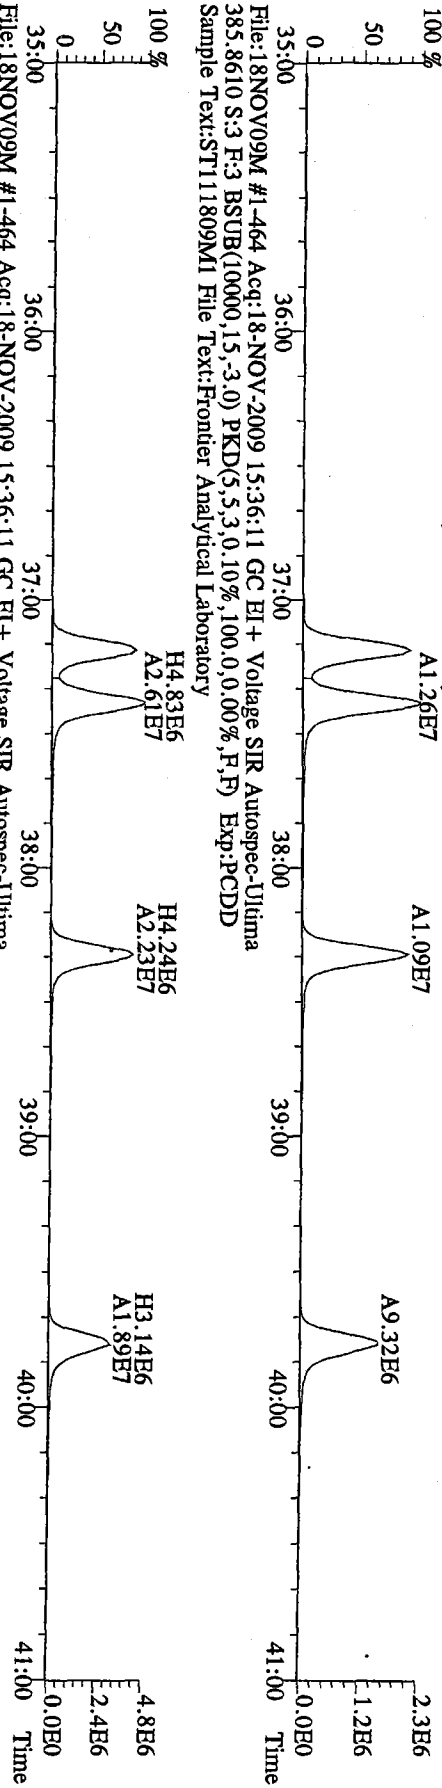 100 %
50
0
A1.26E7
A1.09E7
A9.32E6
2.3E6
1.2E6
0.0E0
35:00
36:00
37:00
38:00
39:00
40:00
41:00
Time
File:18NOV09M #1-464 Acq:18-NOV-2009 15:36:11 GC EI+ Voltage SIR Autospec-Ultima
385.8610 S:3 F:3 BSUB(10000,15,-3.0) PKD(5,5,3,0.10%,100.0,0.00%,F,F) Exp:PCDD
Sample Text:ST111809M1 File Text:Frontier Analytical Laboratory
100 %
50
0
H4.83E6
A2.61E7
H4.24E6
A2.23E7
H3.14E6
A1.89E7
4.8E6
2.4E6
0.0E0
35:00
36:00
37:00
38:00
39:00
40:00
41:00
Time
File:18NOV09M #1-464 Acq:18-NOV-2009 15:36:11 GC EI+ Voltage SIR Autospec-Ultima